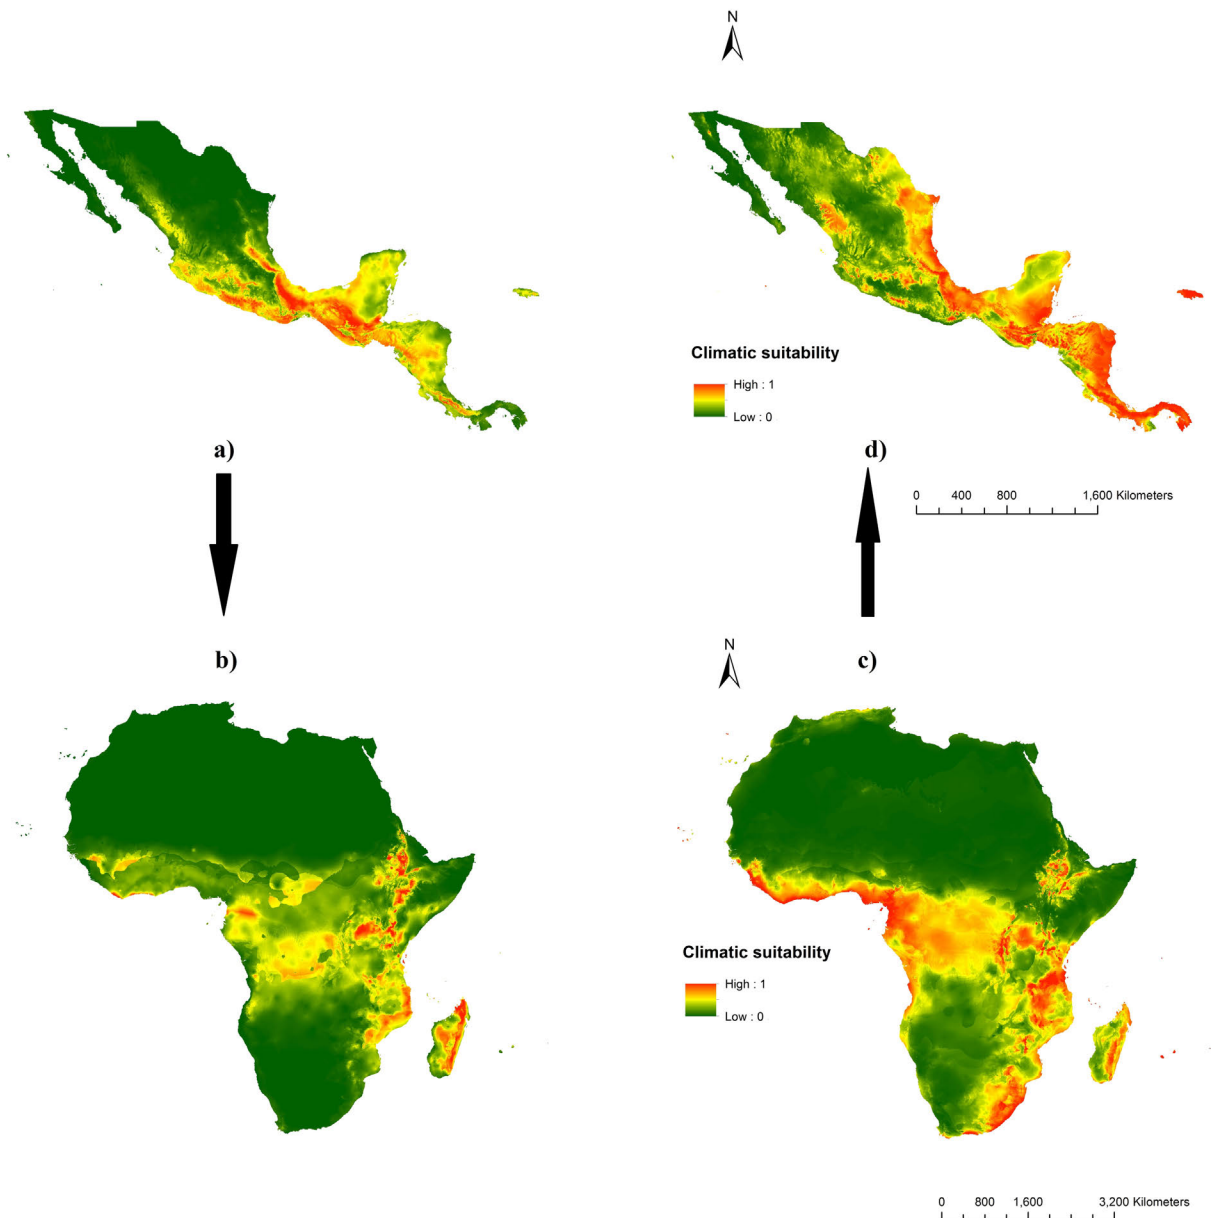 N
Climatic suitability
High : 1
Low : 0
a)
d)
0 400 800 1,600 Kilometers
b)
N
c)
Climatic suitability
High : 1
Low : 0
0 800 1,600 3,200 Kilometers